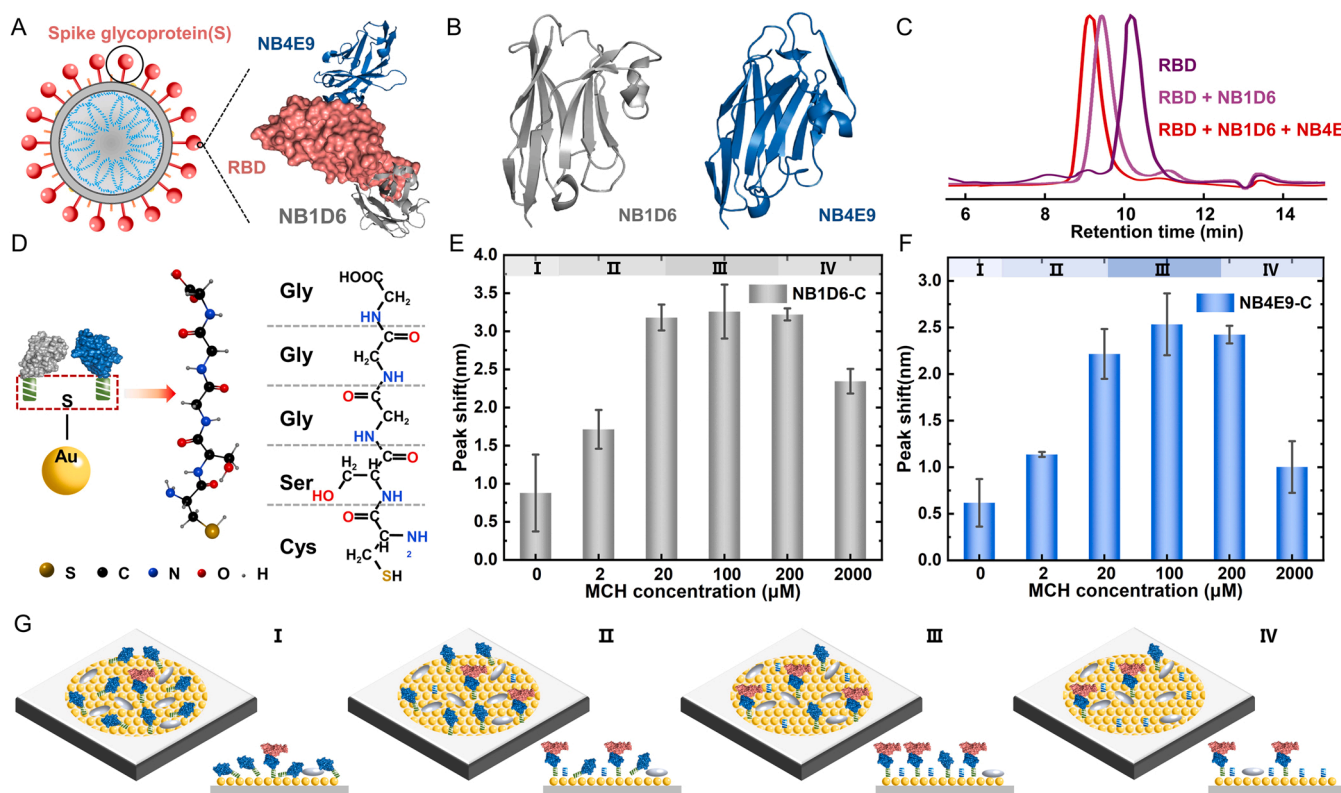 A
Spike glycoprotein(S)
NB4E9
RBD
NB1D6
B
NB1D6
NB4E9
C
RBD
RBD + NB1D6
RBD + NB1D6 + NB4E
6 8 10 12 14
Retention time (min)
D
S
Au
S C N O H
Gly
Gly
Gly
Ser
Cys
HOOC
CH₂
HN
C O
H₂C
NH
O C
CH₂
HN
C O
H₂C C H
HO
NH
O C
C NH₂
H
H₂C
SH
E
I II III IV
NB1D6-C
Peak shift(nm)
4.0
3.5
3.0
2.5
2.0
1.5
1.0
0.5
0.0
0 2 20 100 200 2000
MCH concentration (μM)
F
I II III IV
NB4E9-C
Peak shift(nm)
3.0
2.5
2.0
1.5
1.0
0.5
0.0
0 2 20 100 200 2000
MCH concentration (μM)
G
I
II
III
IV